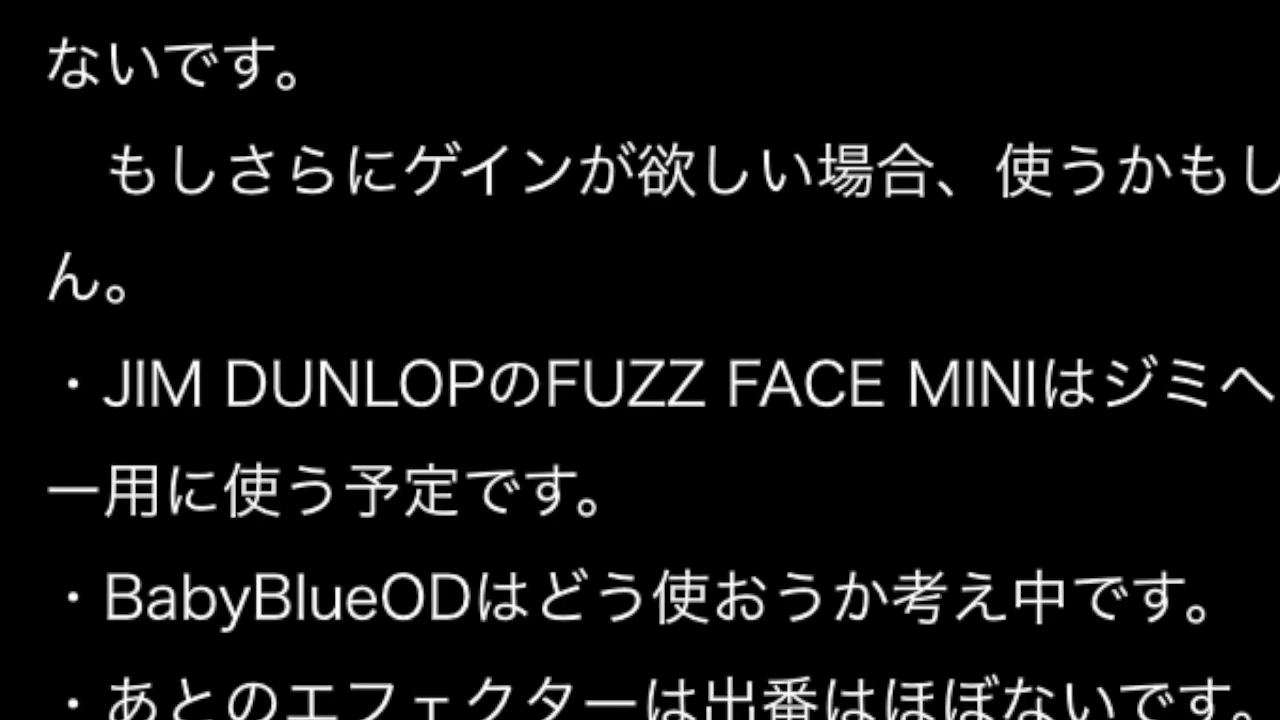 ないです。
もしさらにゲインが欲しい場合、使うかもし
ん。
・JIM DUNLOPのFUZZ FACE MINIはジミヘ
ー用に使う予定です。
・BabyBlueODはどう使おうか考え中です。
・あとのエフェクターは出番はほぼないです。